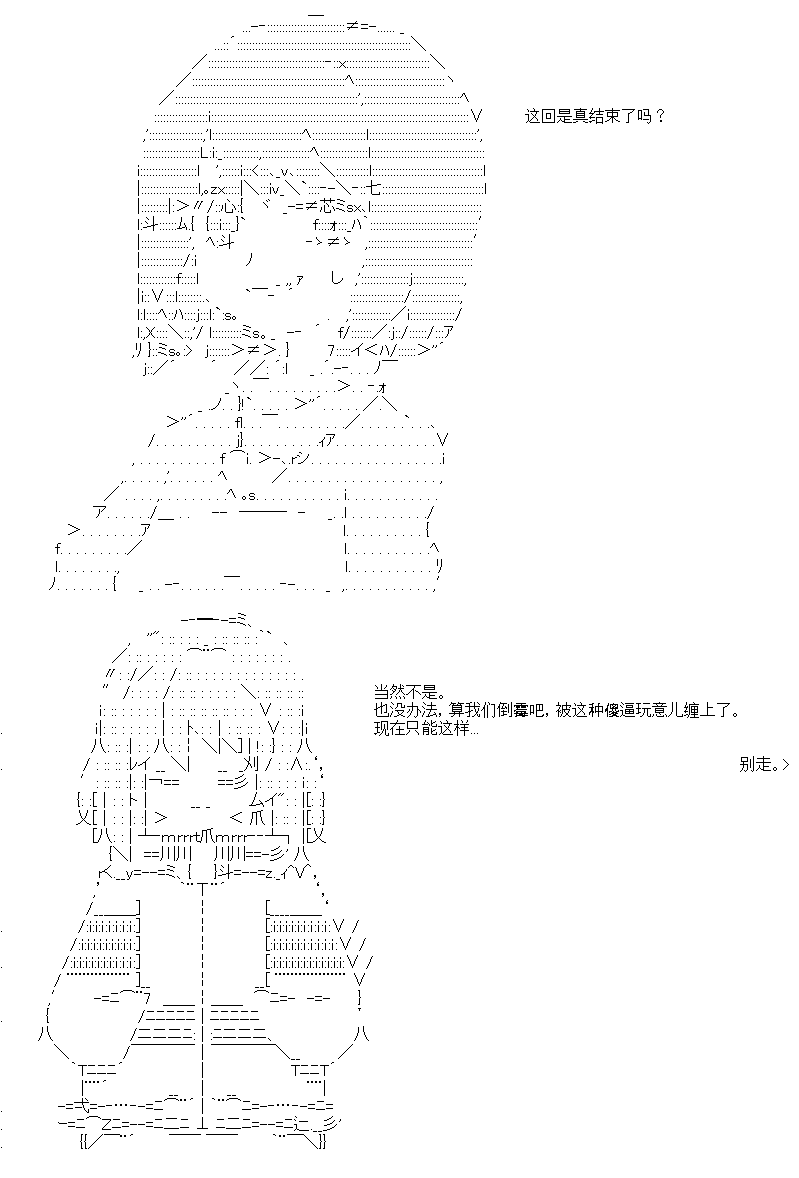 这回是真结束了吗？
当然不是。
也没办法，算我们倒霉吧，被这种傻逼玩意儿缠上了。
现在只能这样...
别走。>